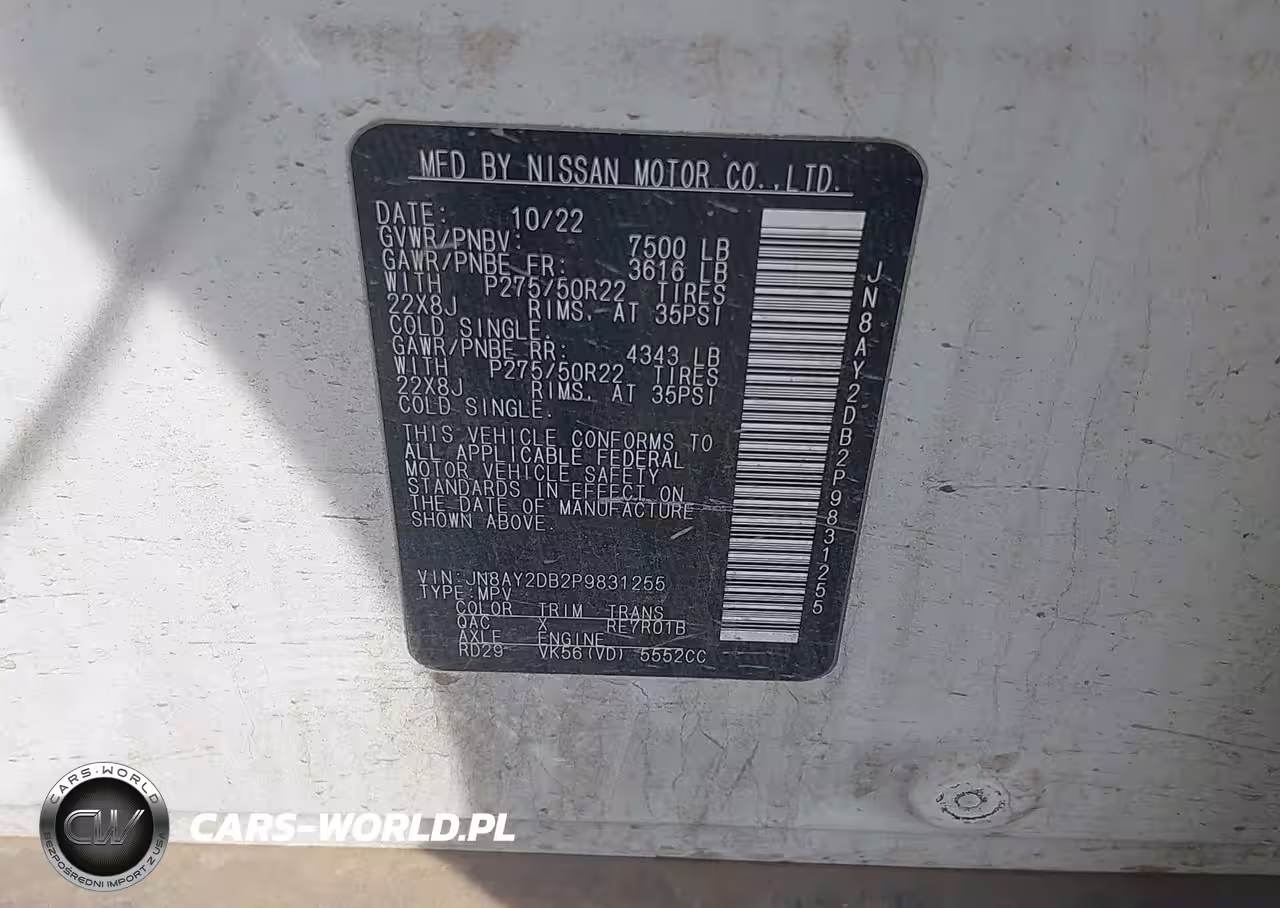 MFD BY NISSAN MOTOR CO.,LTD.
DATE: 10/22
GVWR/PNBV: 7500 LB
GAWR/PNBE FR: 3616 LB
WITH P275/50R22 TIRES
22X8J RIMS. AT 35PSI
COLD SINGLE.
GAWR/PNBE RR: 4343 LB
WITH P275/50R22 TIRES
22X8J RIMS. AT 35PSI
COLD SINGLE.
THIS VEHICLE CONFORMS TO
ALL APPLICABLE FEDERAL
MOTOR VEHICLE SAFETY
STANDARDS IN EFFECT ON
THE DATE OF MANUFACTURE
SHOWN ABOVE.
VIN:JN8AY2DB2P9831255
TYPE:MPV
COLOR TRIM TRANS
QAC X RE7R01B
AXLE ENGINE
RD29 VK56(VD) 5552CC
JN8AY2DB2P9831255
CARS-WORLD
CW
BEZPOŚREDNI IMPORT Z USA
CARS-WORLD.PL